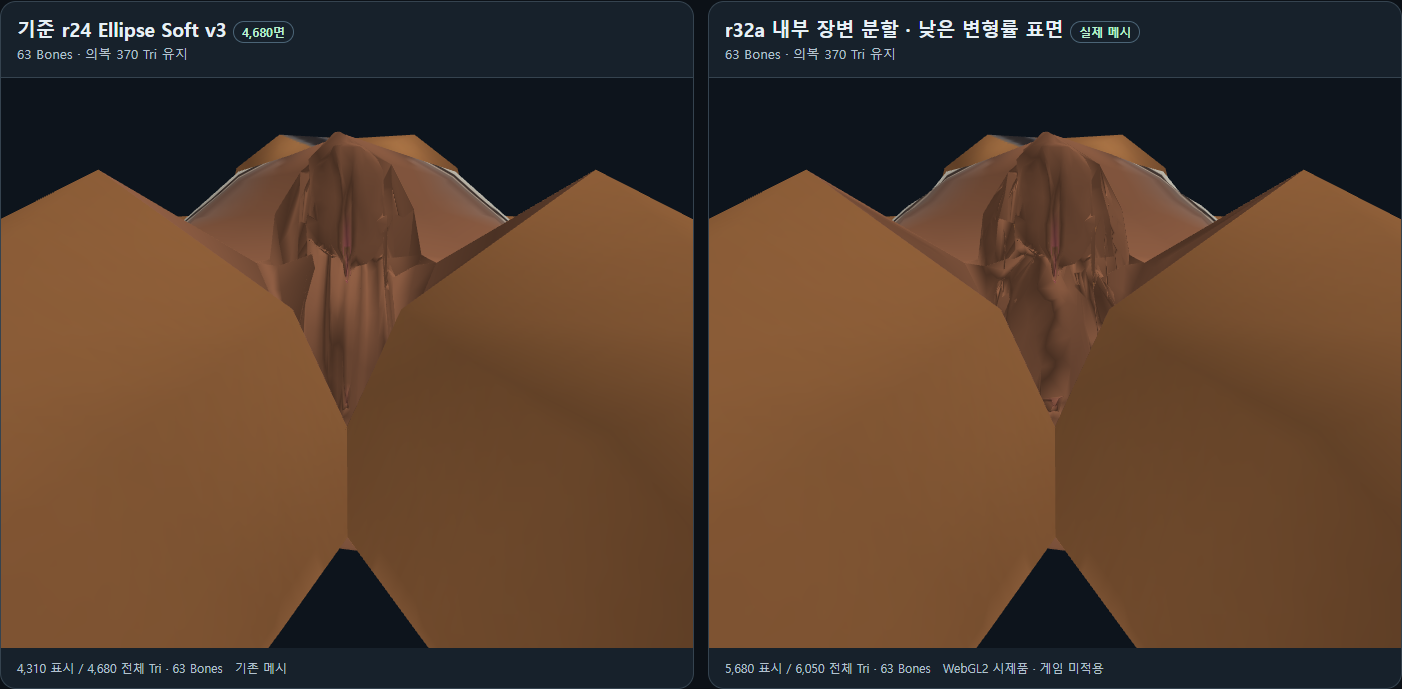 기준 r24 Ellipse Soft v3 4,680면
63 Bones · 의복 370 Tri 유지
4,310 표시 / 4,680 전체 Tri · 63 Bones 기존 메시
r32a 내부 장변 분할 · 낮은 변형률 표면 실제 메시
63 Bones · 의복 370 Tri 유지
5,680 표시 / 6,050 전체 Tri · 63 Bones WebGL2 시제품 · 게임 미적용